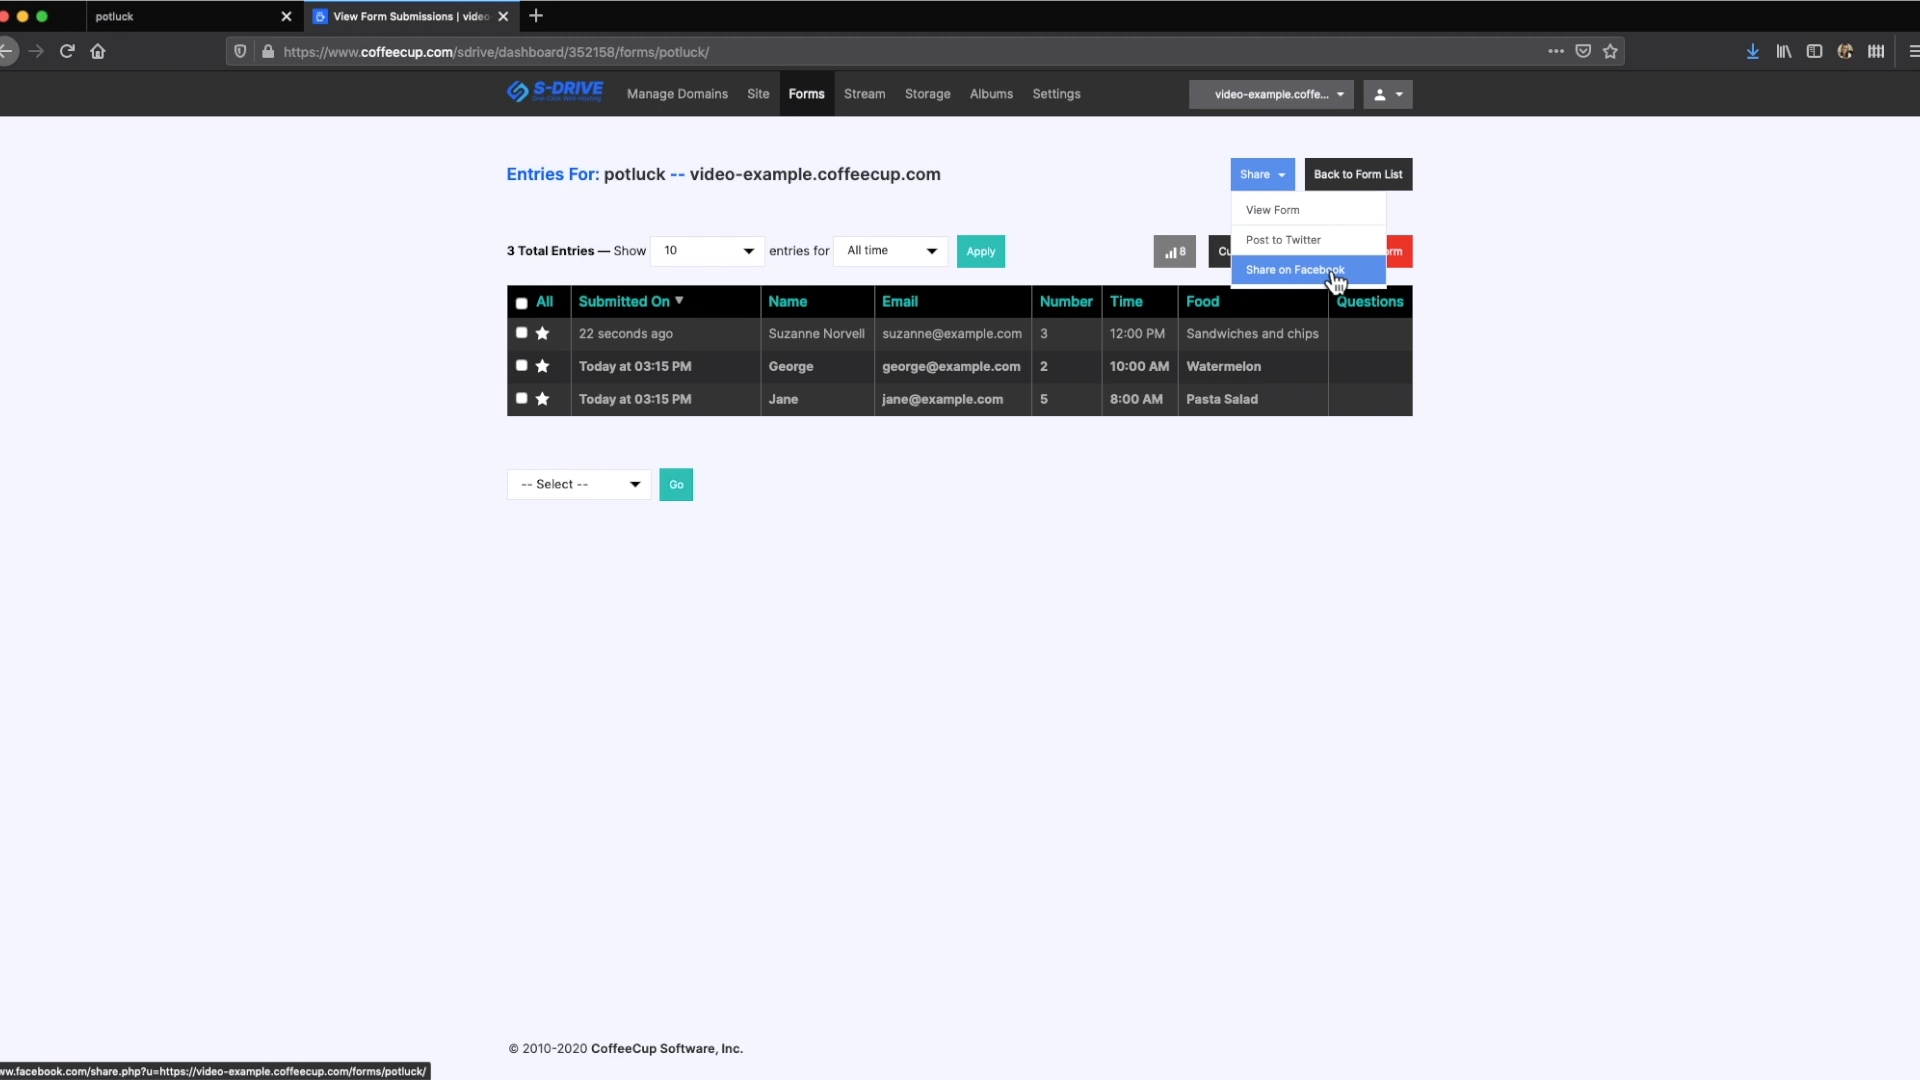 potluck
View Form Submissions | video
https://www.coffeecup.com/sdrive/dashboard/352158/forms/potluck/
S-DRIVE
One-Click Web Hosting
Manage Domains Site Forms Stream Storage Albums Settings
video-example.coffe...
Entries For: potluck -- video-example.coffeecup.com
Share
Back to Form List
View Form
Post to Twitter
Share on Facebook
3 Total Entries — Show 10 entries for All time Apply
8
Cu
orm
All Submitted On Name Email Number Time Food Questions
22 seconds ago Suzanne Norvell suzanne@example.com 3 12:00 PM Sandwiches and chips
Today at 03:15 PM George george@example.com 2 10:00 AM Watermelon
Today at 03:15 PM Jane jane@example.com 5 8:00 AM Pasta Salad
-- Select -- Go
© 2010-2020 CoffeeCup Software, Inc.
ww.facebook.com/share.php?u=https://video-example.coffeecup.com/forms/potluck/